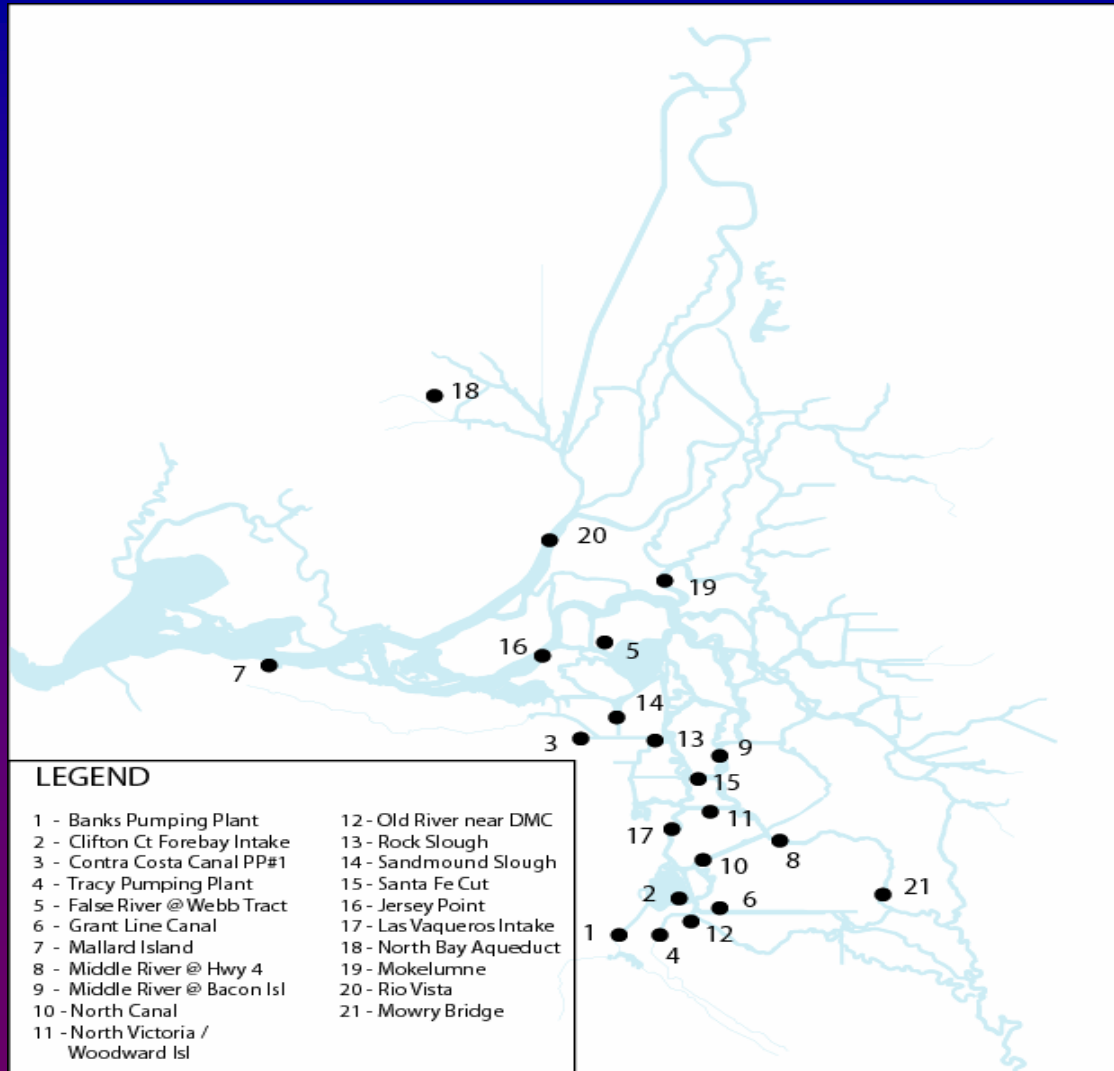 18
20
19
16
5
7
14
3
13
9
15
11
17
8
10
2
6
21
1
12
4
LEGEND
1 - Banks Pumping Plant
2 - Clifton Ct Forebay Intake
3 - Contra Costa Canal PP#1
4 - Tracy Pumping Plant
5 - False River @ Webb Tract
6 - Grant Line Canal
7 - Mallard Island
8 - Middle River @ Hwy 4
9 - Middle River @ Bacon Isl
10 - North Canal
11 - North Victoria /
Woodward Isl
12 - Old River near DMC
13 - Rock Slough
14 - Sandmound Slough
15 - Santa Fe Cut
16 - Jersey Point
17 - Las Vaqueros Intake
18 - North Bay Aqueduct
19 - Mokelumne
20 - Rio Vista
21 - Mowry Bridge